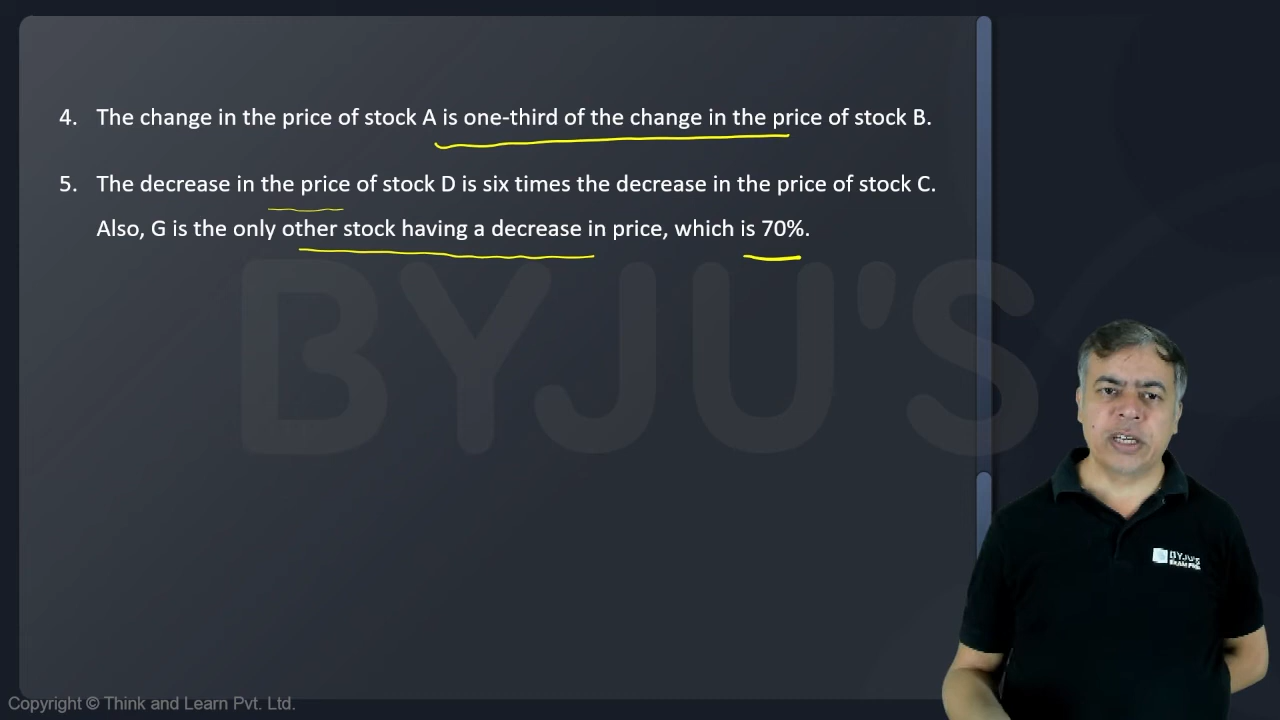 4. The change in the price of stock A is one-third of the change in the price of stock B.
5. The decrease in the price of stock D is six times the decrease in the price of stock C.
Also, G is the only other stock having a decrease in price, which is 70%.
BYJU'S
BYJU'S
EXAM PREP
Copyright © Think and Learn Pvt. Ltd.